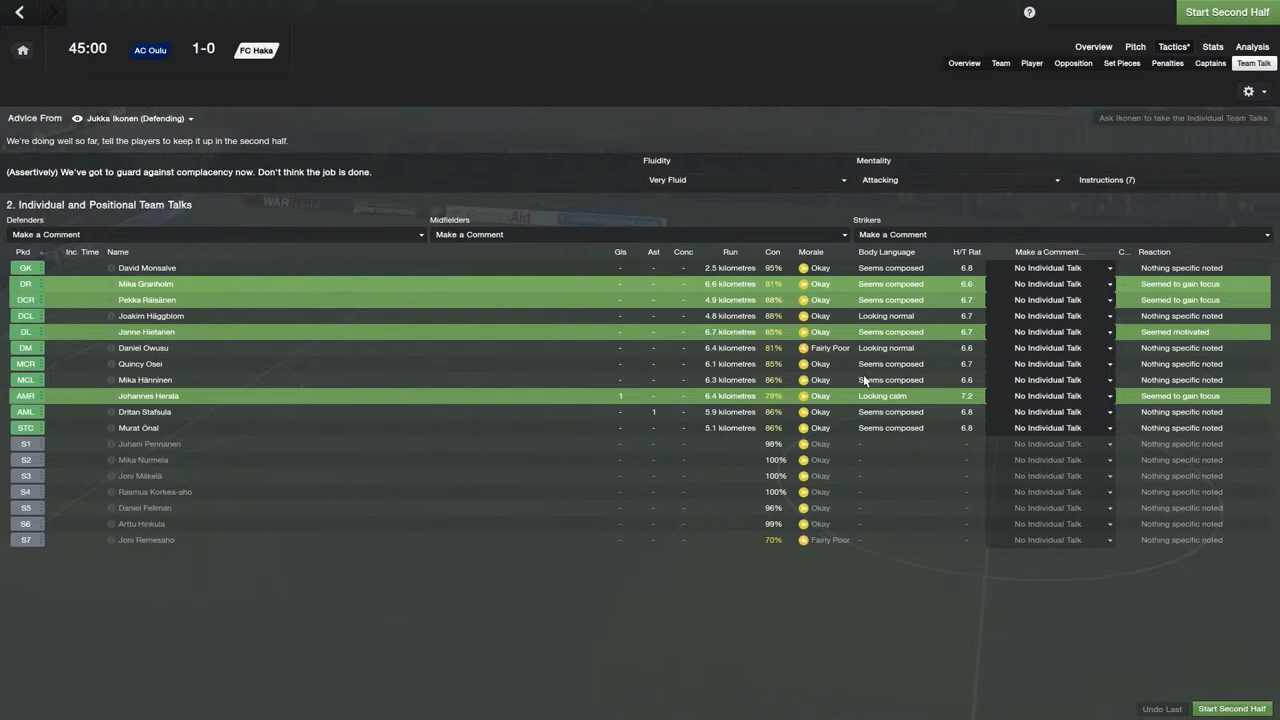 Start Second Half
45:00 AC Oulu 1-0 FC Haka
Overview Pitch Tactics* Stats Analysis
Overview Team Player Opposition Set Pieces Penalties Captains Team Talk
Advice From Jukka Ikonen (Defending) Ask Ikonen to take the Individual Team Talks
We're doing well so far, tell the players to keep it up in the second half.
Fluidity Mentality
(Assertively) We've got to guard against complacency now. Don't think the job is done.
Very Fluid Attacking Instructions (7)
2. Individual and Positional Team Talks
Defenders Midfielders Strikers
Make a Comment Make a Comment Make a Comment
Pkd Inc. Time Name Gls Ast Conc Run Con Morale Body Language H/T Rat Make a Comment... C... Reaction
GK David Monsalve - - - 2.5 kilometres 95% Okay Seems composed 6.8 No Individual Talk Nothing specific noted
DR Mika Granholm - - - 6.6 kilometres 81% Okay Seems composed 6.6 No Individual Talk Seemed to gain focus
DCR Pekka Räisänen - - - 4.9 kilometres 88% Okay Seems composed 6.7 No Individual Talk Seemed to gain focus
DCL Joakim Häggblom - - - 4.8 kilometres 88% Okay Looking normal 6.7 No Individual Talk Nothing specific noted
DL Janne Hietanen - - - 6.7 kilometres 85% Okay Seems composed 6.7 No Individual Talk Seemed motivated
DM Daniel Owusu - - - 6.4 kilometres 81% Fairly Poor Looking normal 6.6 No Individual Talk Nothing specific noted
MCR Quincy Osei - - - 6.1 kilometres 85% Okay Seems composed 6.7 No Individual Talk Nothing specific noted
MCL Mika Hänninen - - - 6.3 kilometres 86% Okay Seems composed 6.6 No Individual Talk Nothing specific noted
AMR Johannes Herala 1 - - 6.4 kilometres 79% Okay Looking calm 7.2 No Individual Talk Seemed to gain focus
AML Dritan Stafsula - 1 - 5.9 kilometres 86% Okay Seems composed 6.8 No Individual Talk Nothing specific noted
STC Murat Önal - - - 5.1 kilometres 86% Okay Seems composed 6.8 No Individual Talk Nothing specific noted
S1 Juhani Pennanen - - - 98% Okay - - No Individual Talk Nothing specific noted
S2 Mika Nurmela - - - 100% Okay - - No Individual Talk Nothing specific noted
S3 Joni Mäkelä - - - 100% Okay - - No Individual Talk Nothing specific noted
S4 Rasmus Korkea-aho - - - 100% Okay - - No Individual Talk Nothing specific noted
S5 Daniel Fellman - - - 96% Okay - - No Individual Talk Nothing specific noted
S6 Arttu Hinkula - - - 99% Okay - - No Individual Talk Nothing specific noted
S7 Joni Remesaho - - - 70% Fairly Poor - - No Individual Talk Nothing specific noted
Undo Last Start Second Half